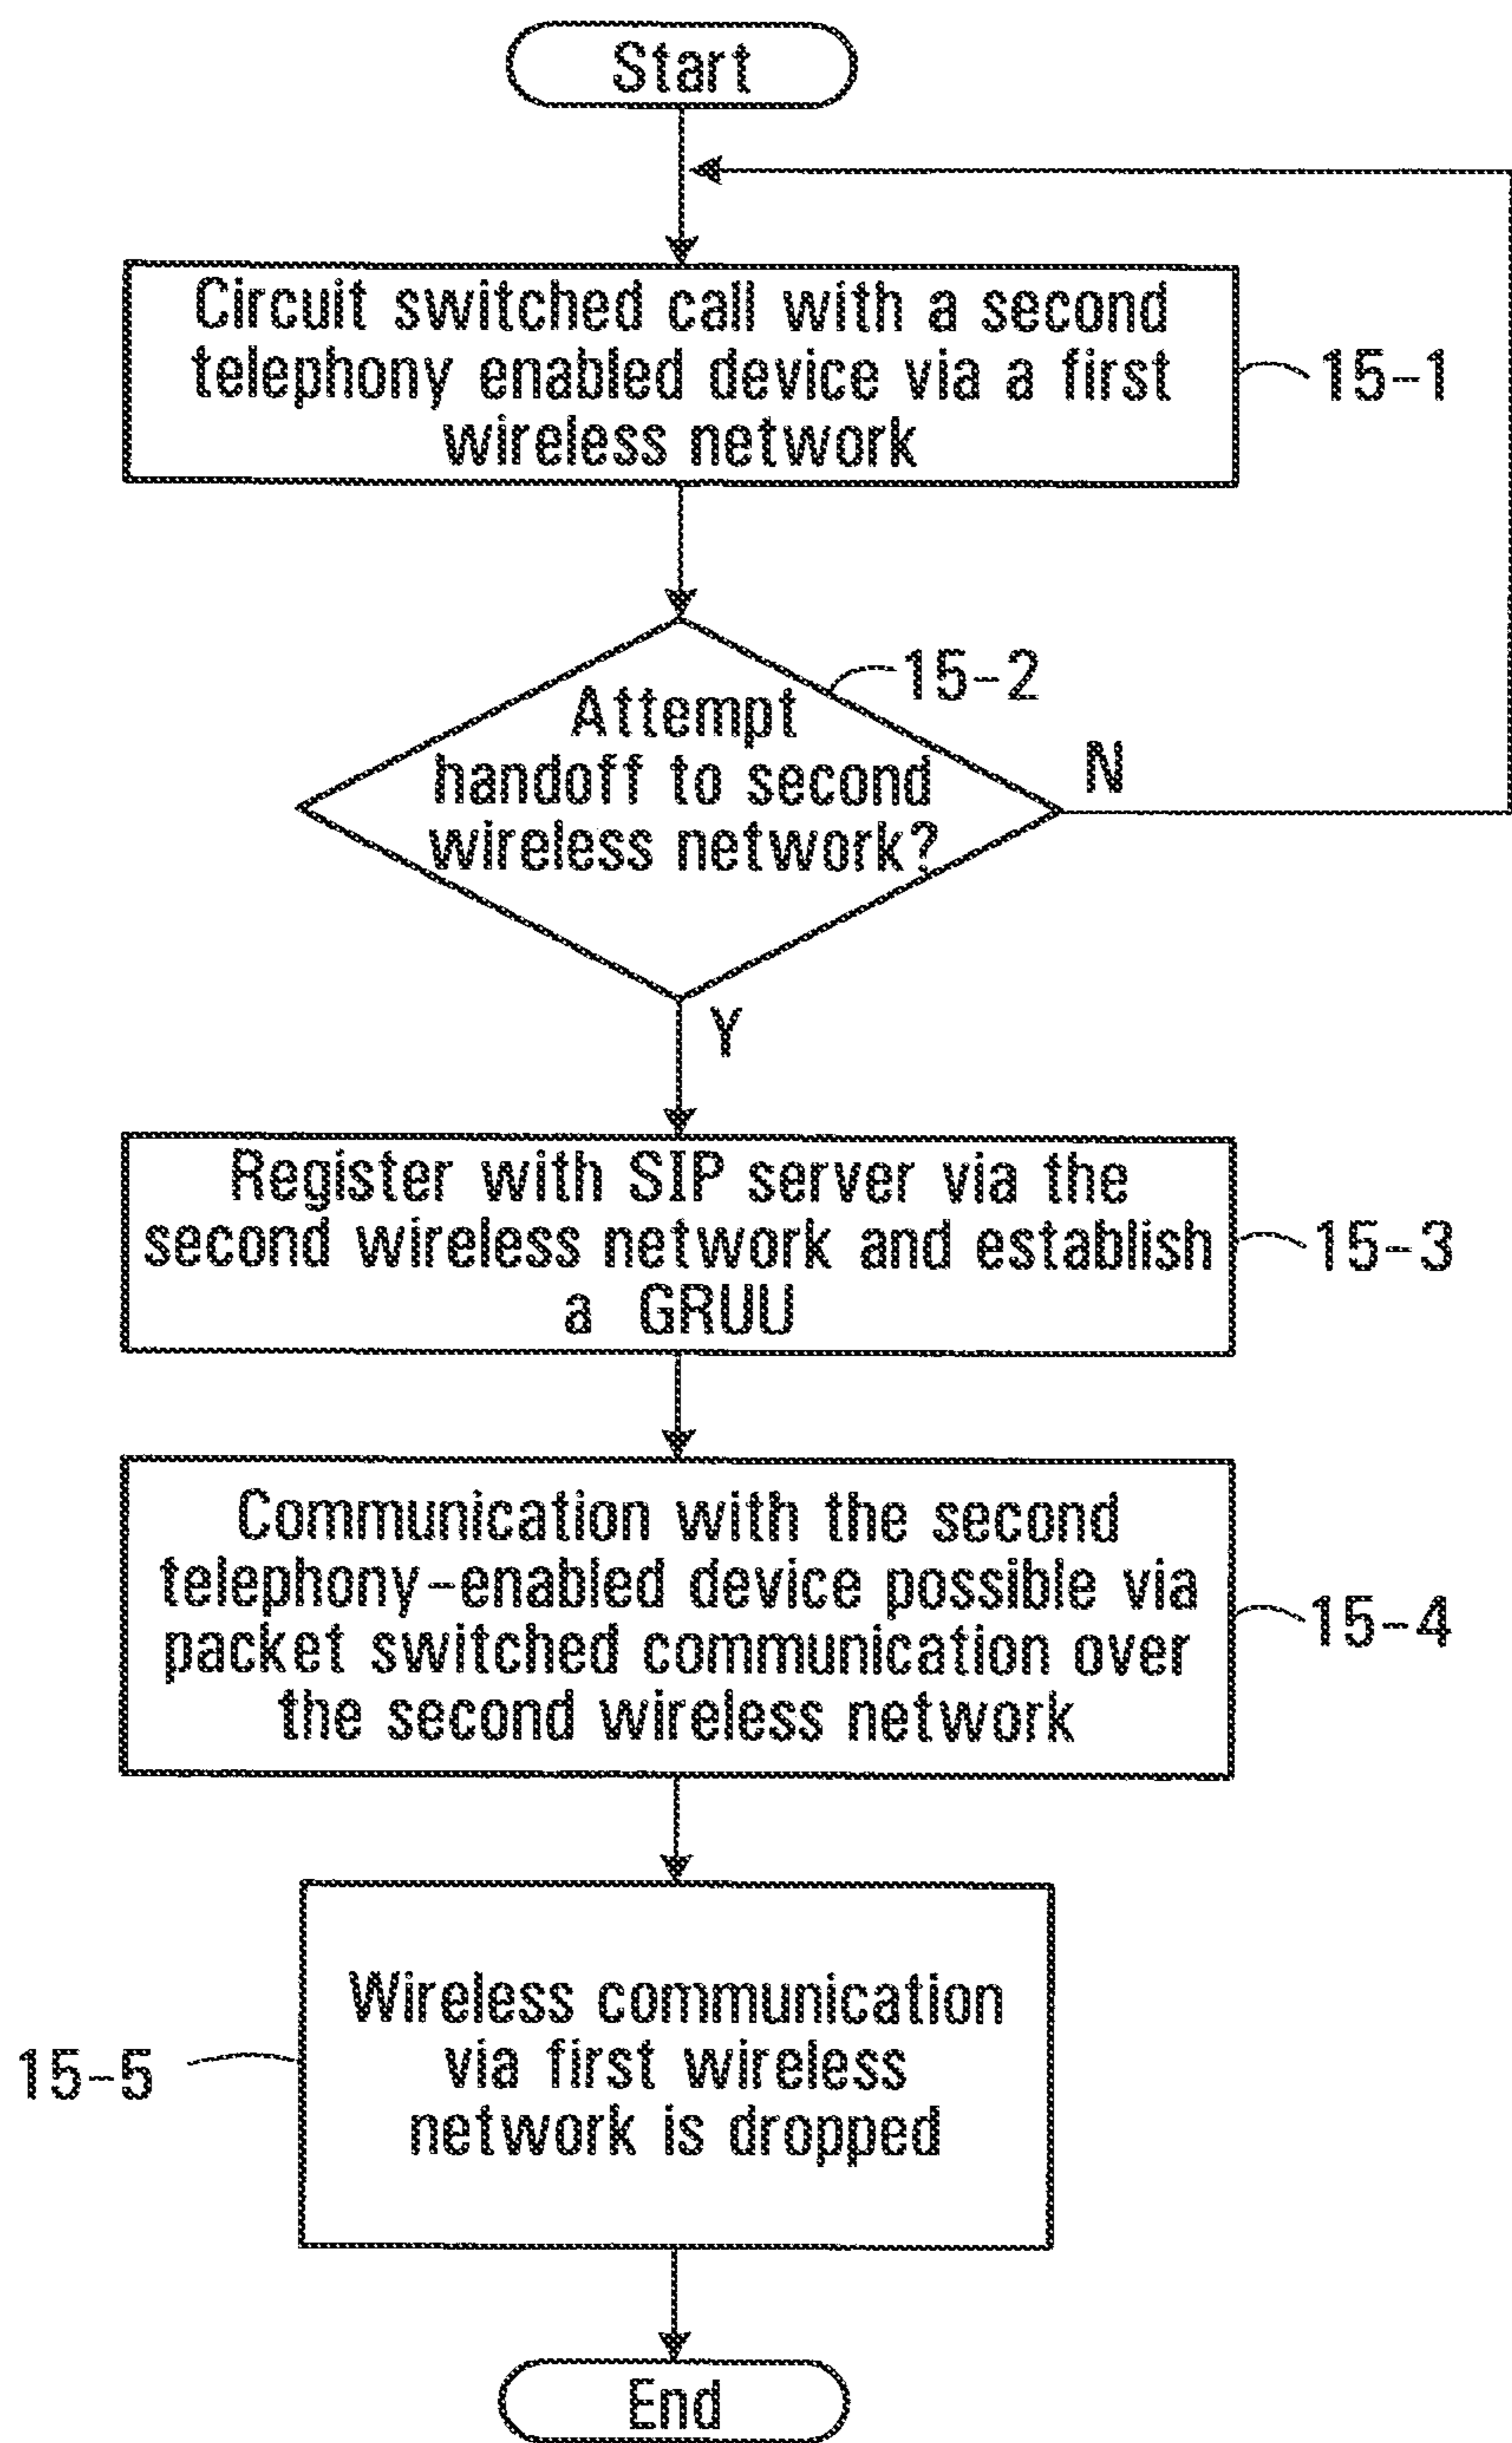 Start
Circuit switched call with a second
telephony enabled device via a first
wireless network
15-1
15-2
Attempt
handoff to second
wireless network?
N
Y
Register with SIP server via the
second wireless network and establish
a GRUU
15-3
Communication with the second
telephony-enabled device possible via
packet switched communication over
the second wireless network
15-4
Wireless communication
via first wireless
network is dropped
15-5
End